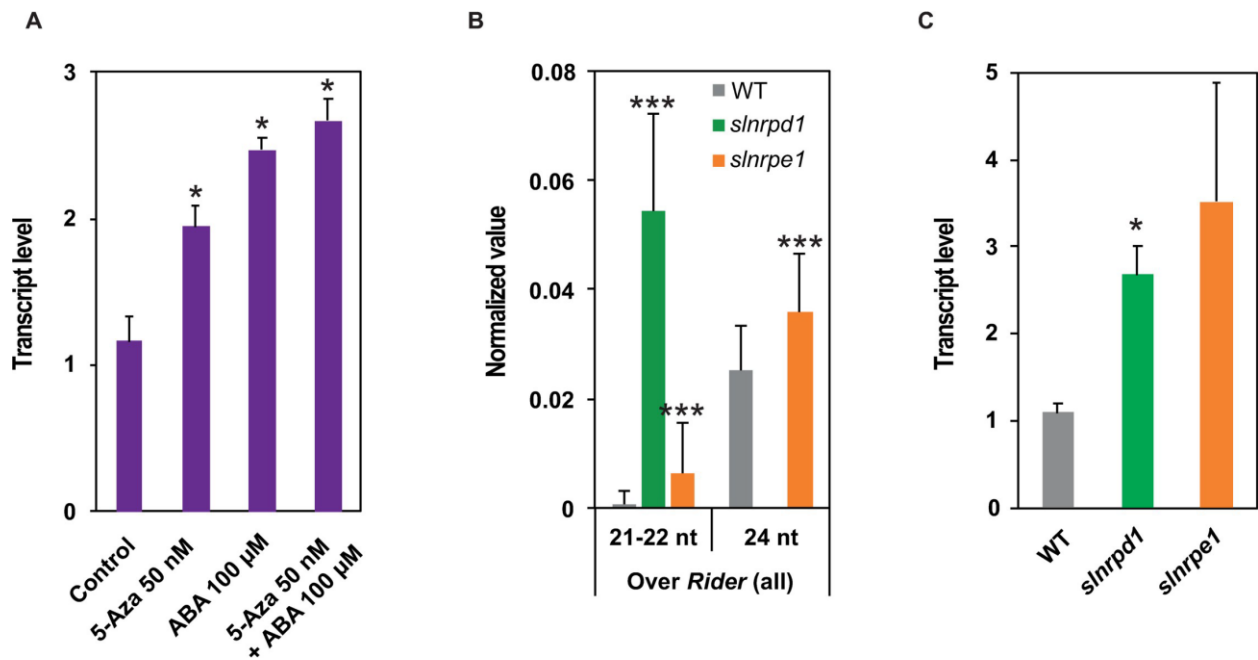 A
Transcript level
3
2
1
0
*
*
*
Control
5-Aza 50 nM
ABA 100 µM
5-Aza 50 nM
+ ABA 100 µM
B
Normalized value
0.08
0.06
0.04
0.02
0
WT
slnrpd1
slnrpe1
***
***
***
21-22 nt
24 nt
Over Rider (all)
C
Transcript level
5
4
3
2
1
0
*
WT
slnrpd1
slnrpe1